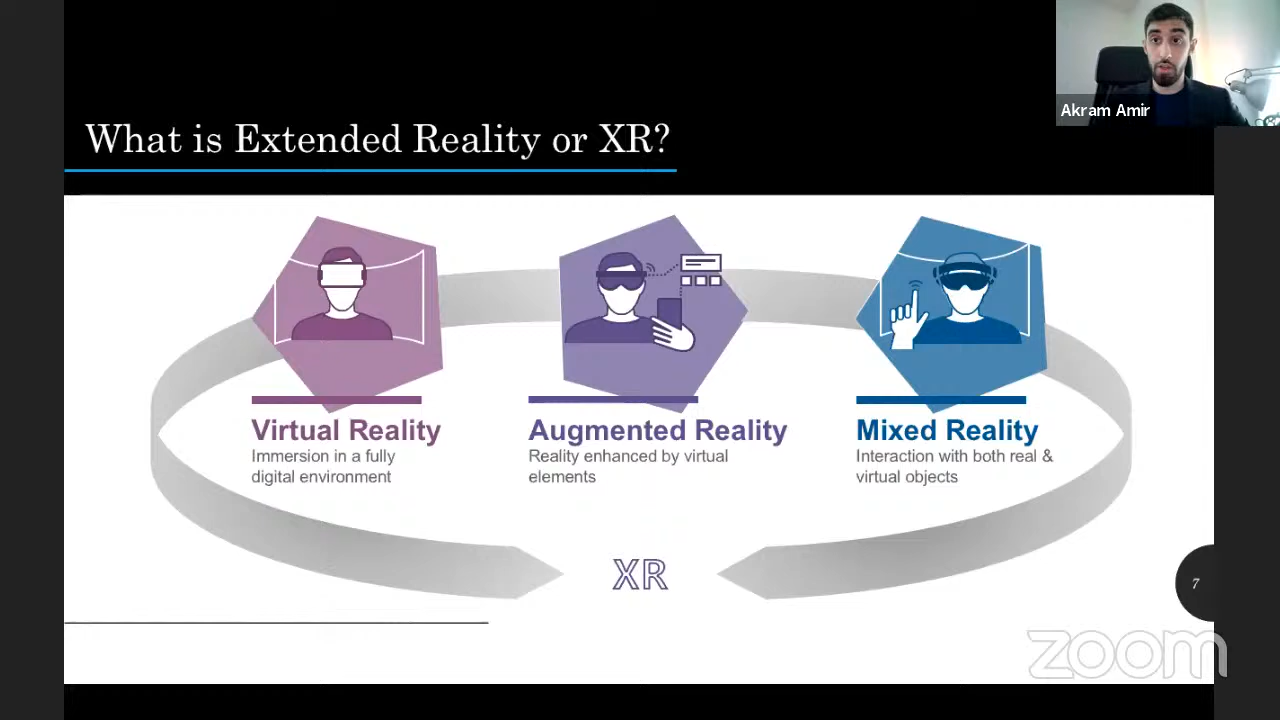 Akram Amir
What is Extended Reality or XR?
Virtual Reality
Immersion in a fully
digital environment
Augmented Reality
Reality enhanced by virtual
elements
Mixed Reality
Interaction with both real &
virtual objects
XR
7
zoom